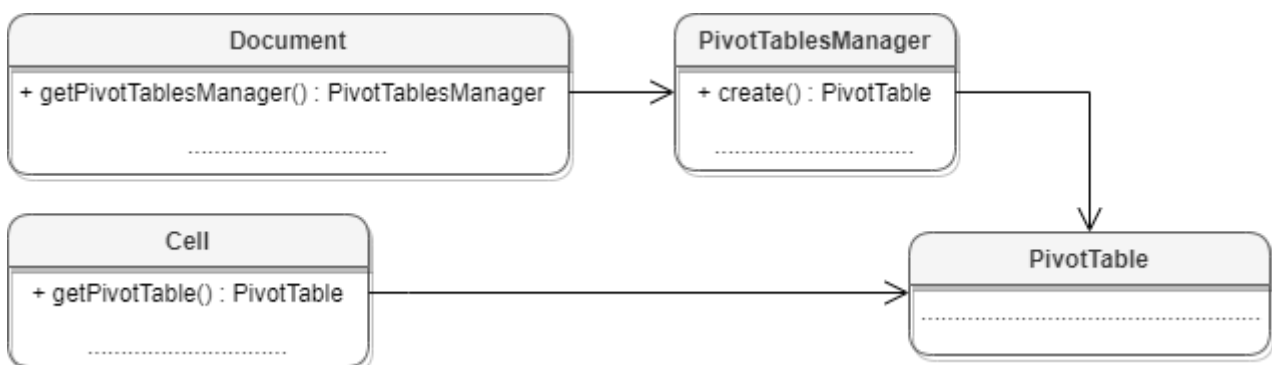 Document
+ getPivotTablesManager() : PivotTablesManager
PivotTablesManager
+ create() : PivotTable
Cell
+ getPivotTable() : PivotTable
PivotTable